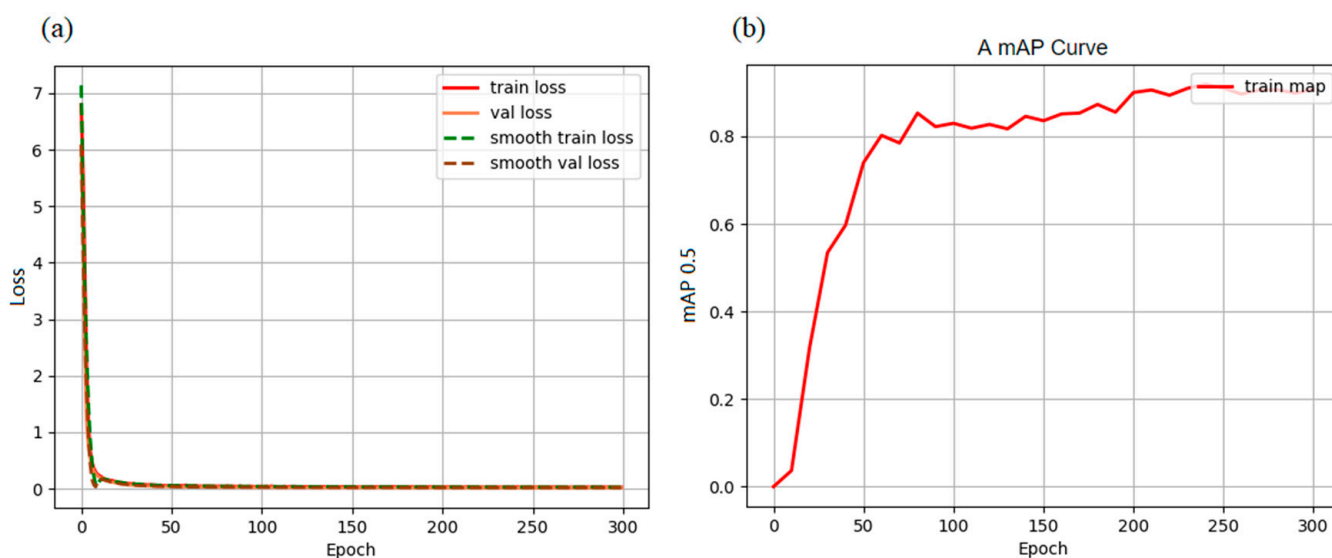 (a)
7
6
5
4
3
2
1
0
Loss
train loss
val loss
smooth train loss
smooth val loss
0 50 100 150 200 250 300
Epoch
(b)
A mAP Curve
0.8
0.6
0.4
0.2
0.0
mAP 0.5
train map
0 50 100 150 200 250 300
Epoch